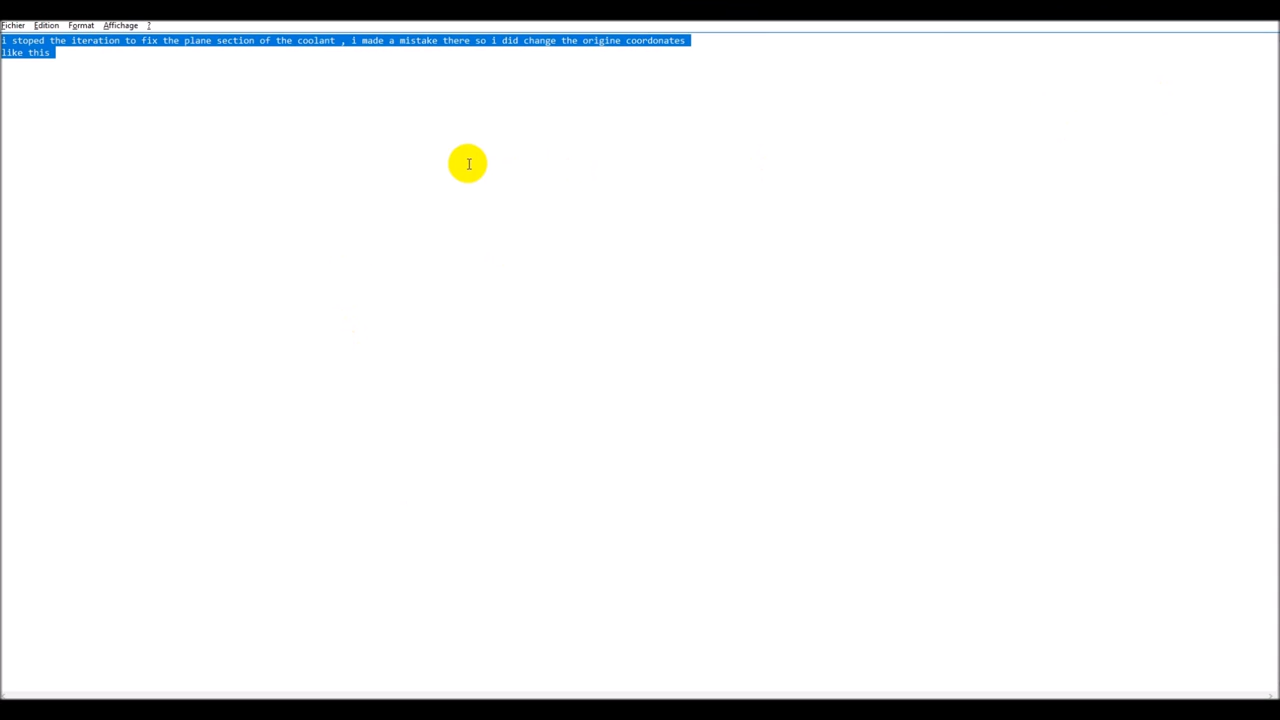 Fichier Edition Format Affichage ?
i stoped the iteration to fix the plane section of the coolant , i made a mistake there so i did change the origine coordonates
like this